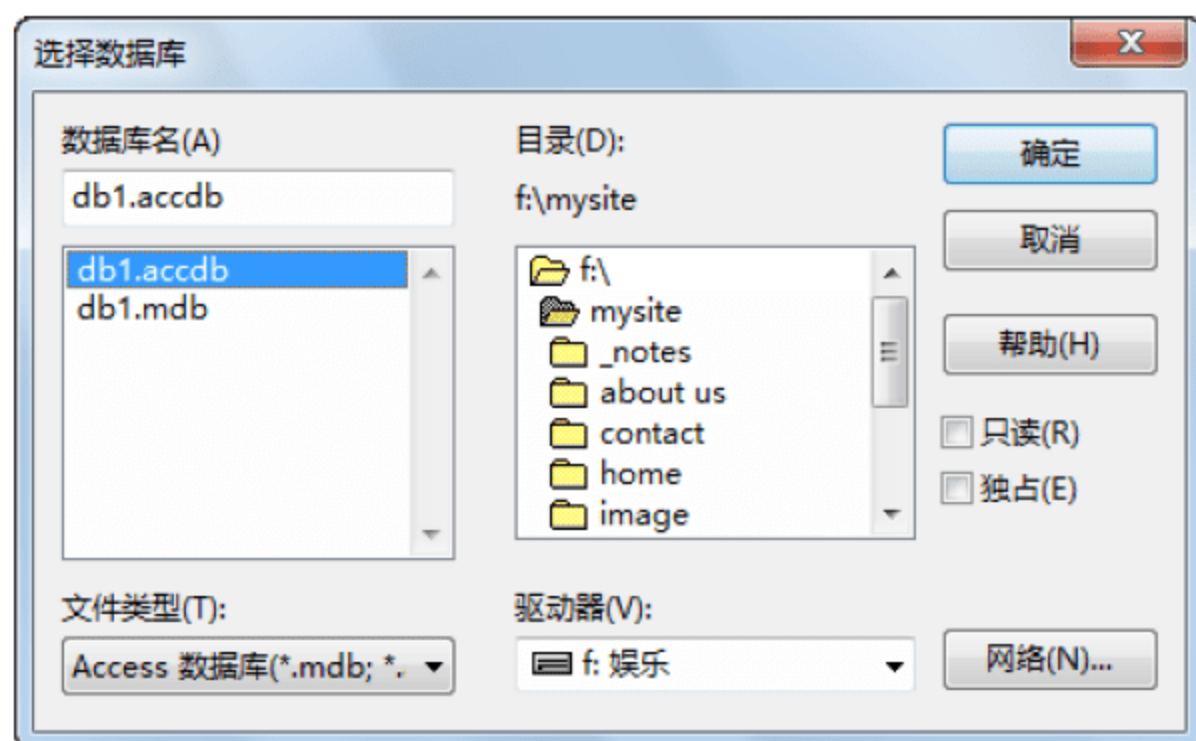 选择数据库
数据库名(A)
db1.accdb
db1.accdb
db1.mdb
目录(D):
f:\mysite
f:\
mysite
_notes
about us
contact
home
image
确定
取消
帮助(H)
只读(R)
独占(E)
文件类型(T):
Access 数据库(*.mdb; *.
驱动器(V):
f: 娱乐
网络(N)...